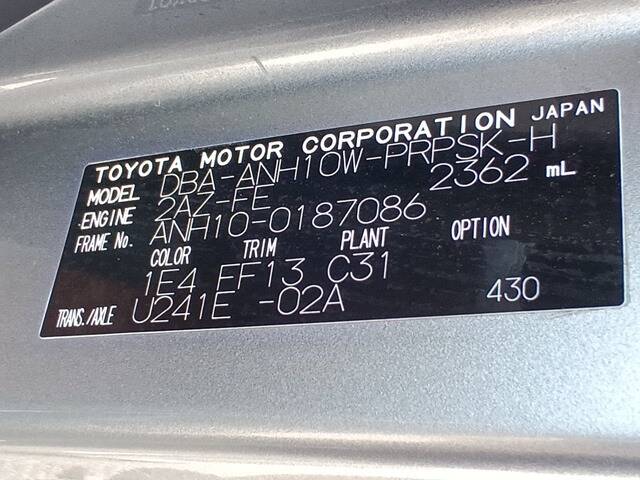 TOYOTA MOTOR CORPORATION JAPAN
MODEL DBA-ANH10W-PRPSK-H
ENGINE 2AZ-FE 2362 mL
FRAME No. ANH10-0187086
COLOR TRIM PLANT OPTION
1E4 EF13 C31
TRANS./AXLE U241E -02A 430